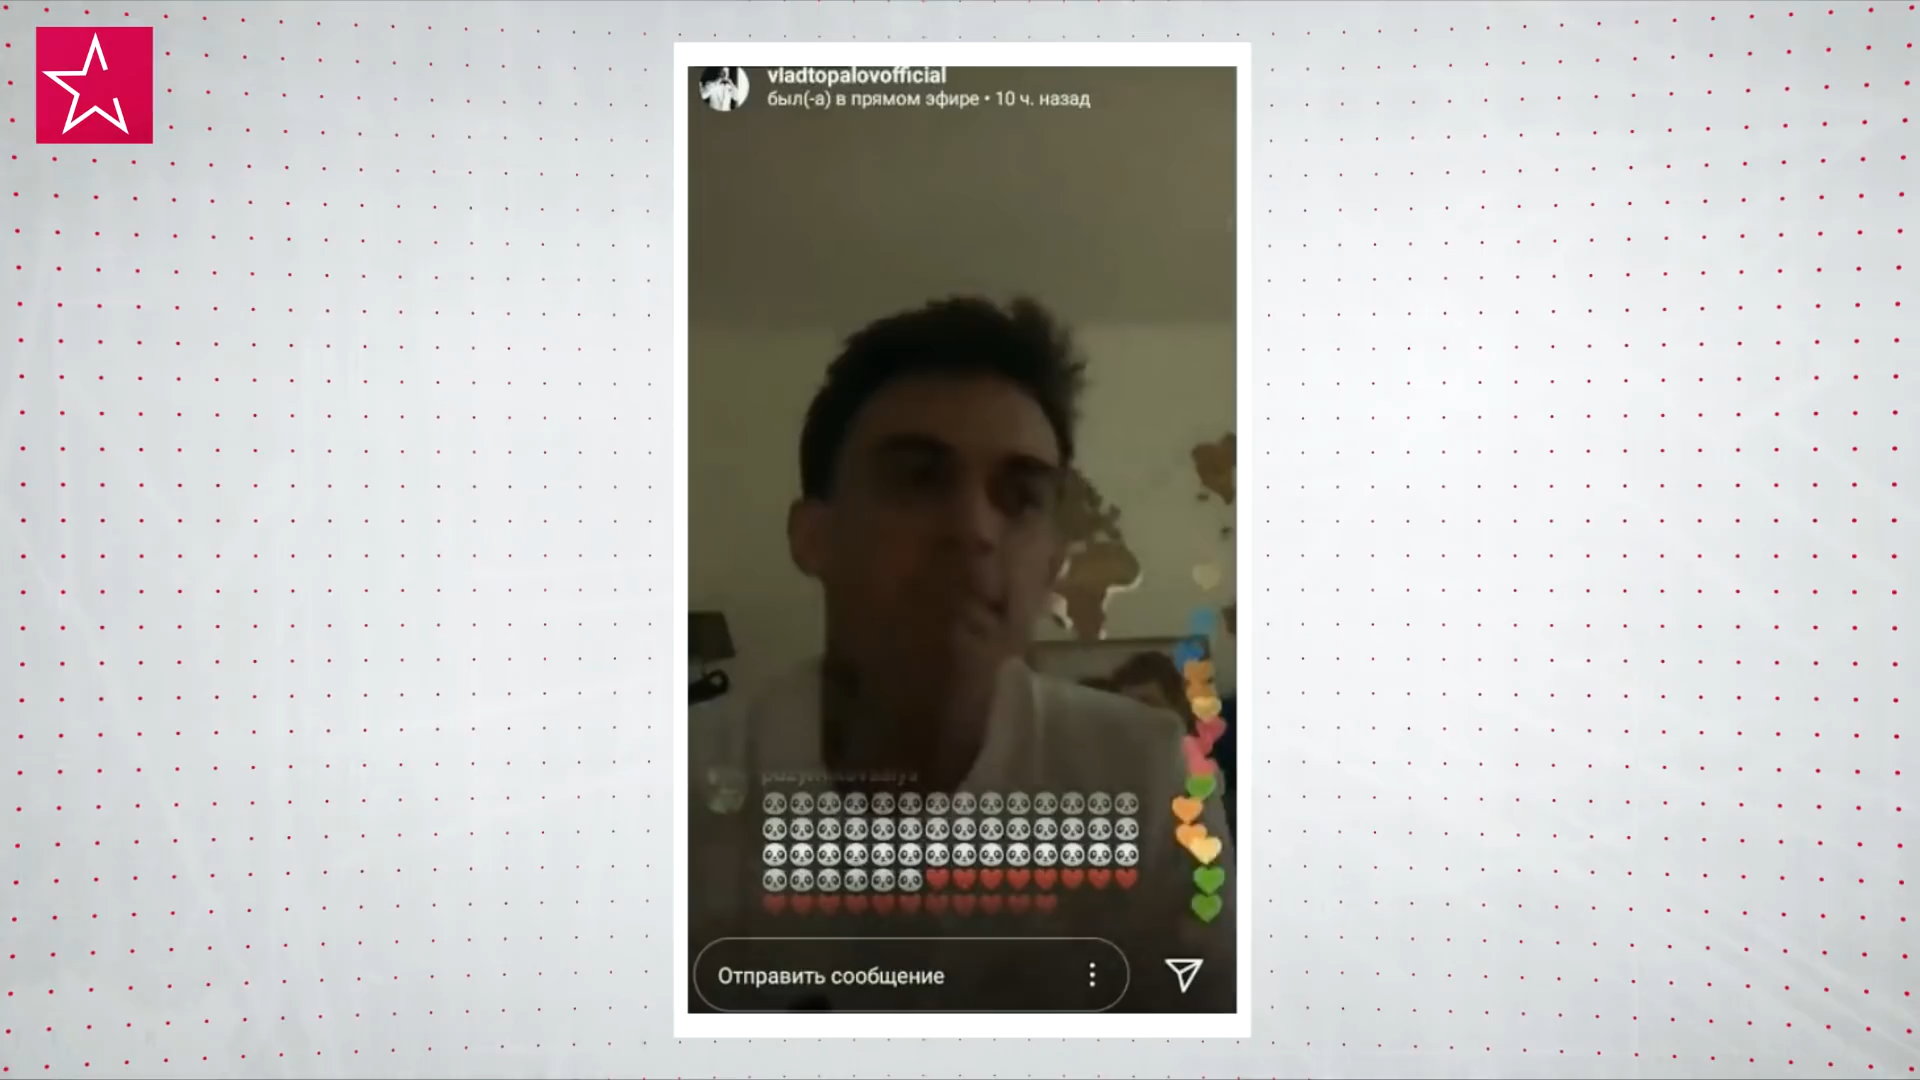 vladtopalovofficial
был(-а) в прямом эфире • 10 ч. назад
Отправить сообщение